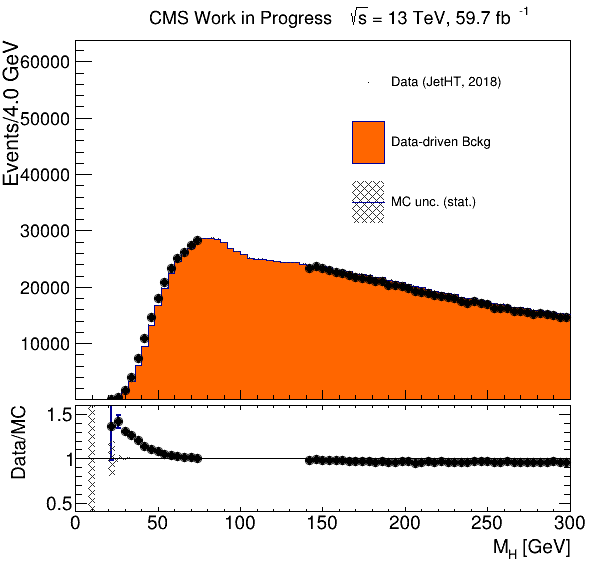 CMS Work in Progress √s = 13 TeV, 59.7 fb -1
Events/4.0 GeV
60000
50000
40000
30000
20000
10000
Data (JetHT, 2018)
Data-driven Bckg
MC unc. (stat.)
Data/MC
1.5
1
0.5
0 50 100 150 200 250 300
M_H [GeV]